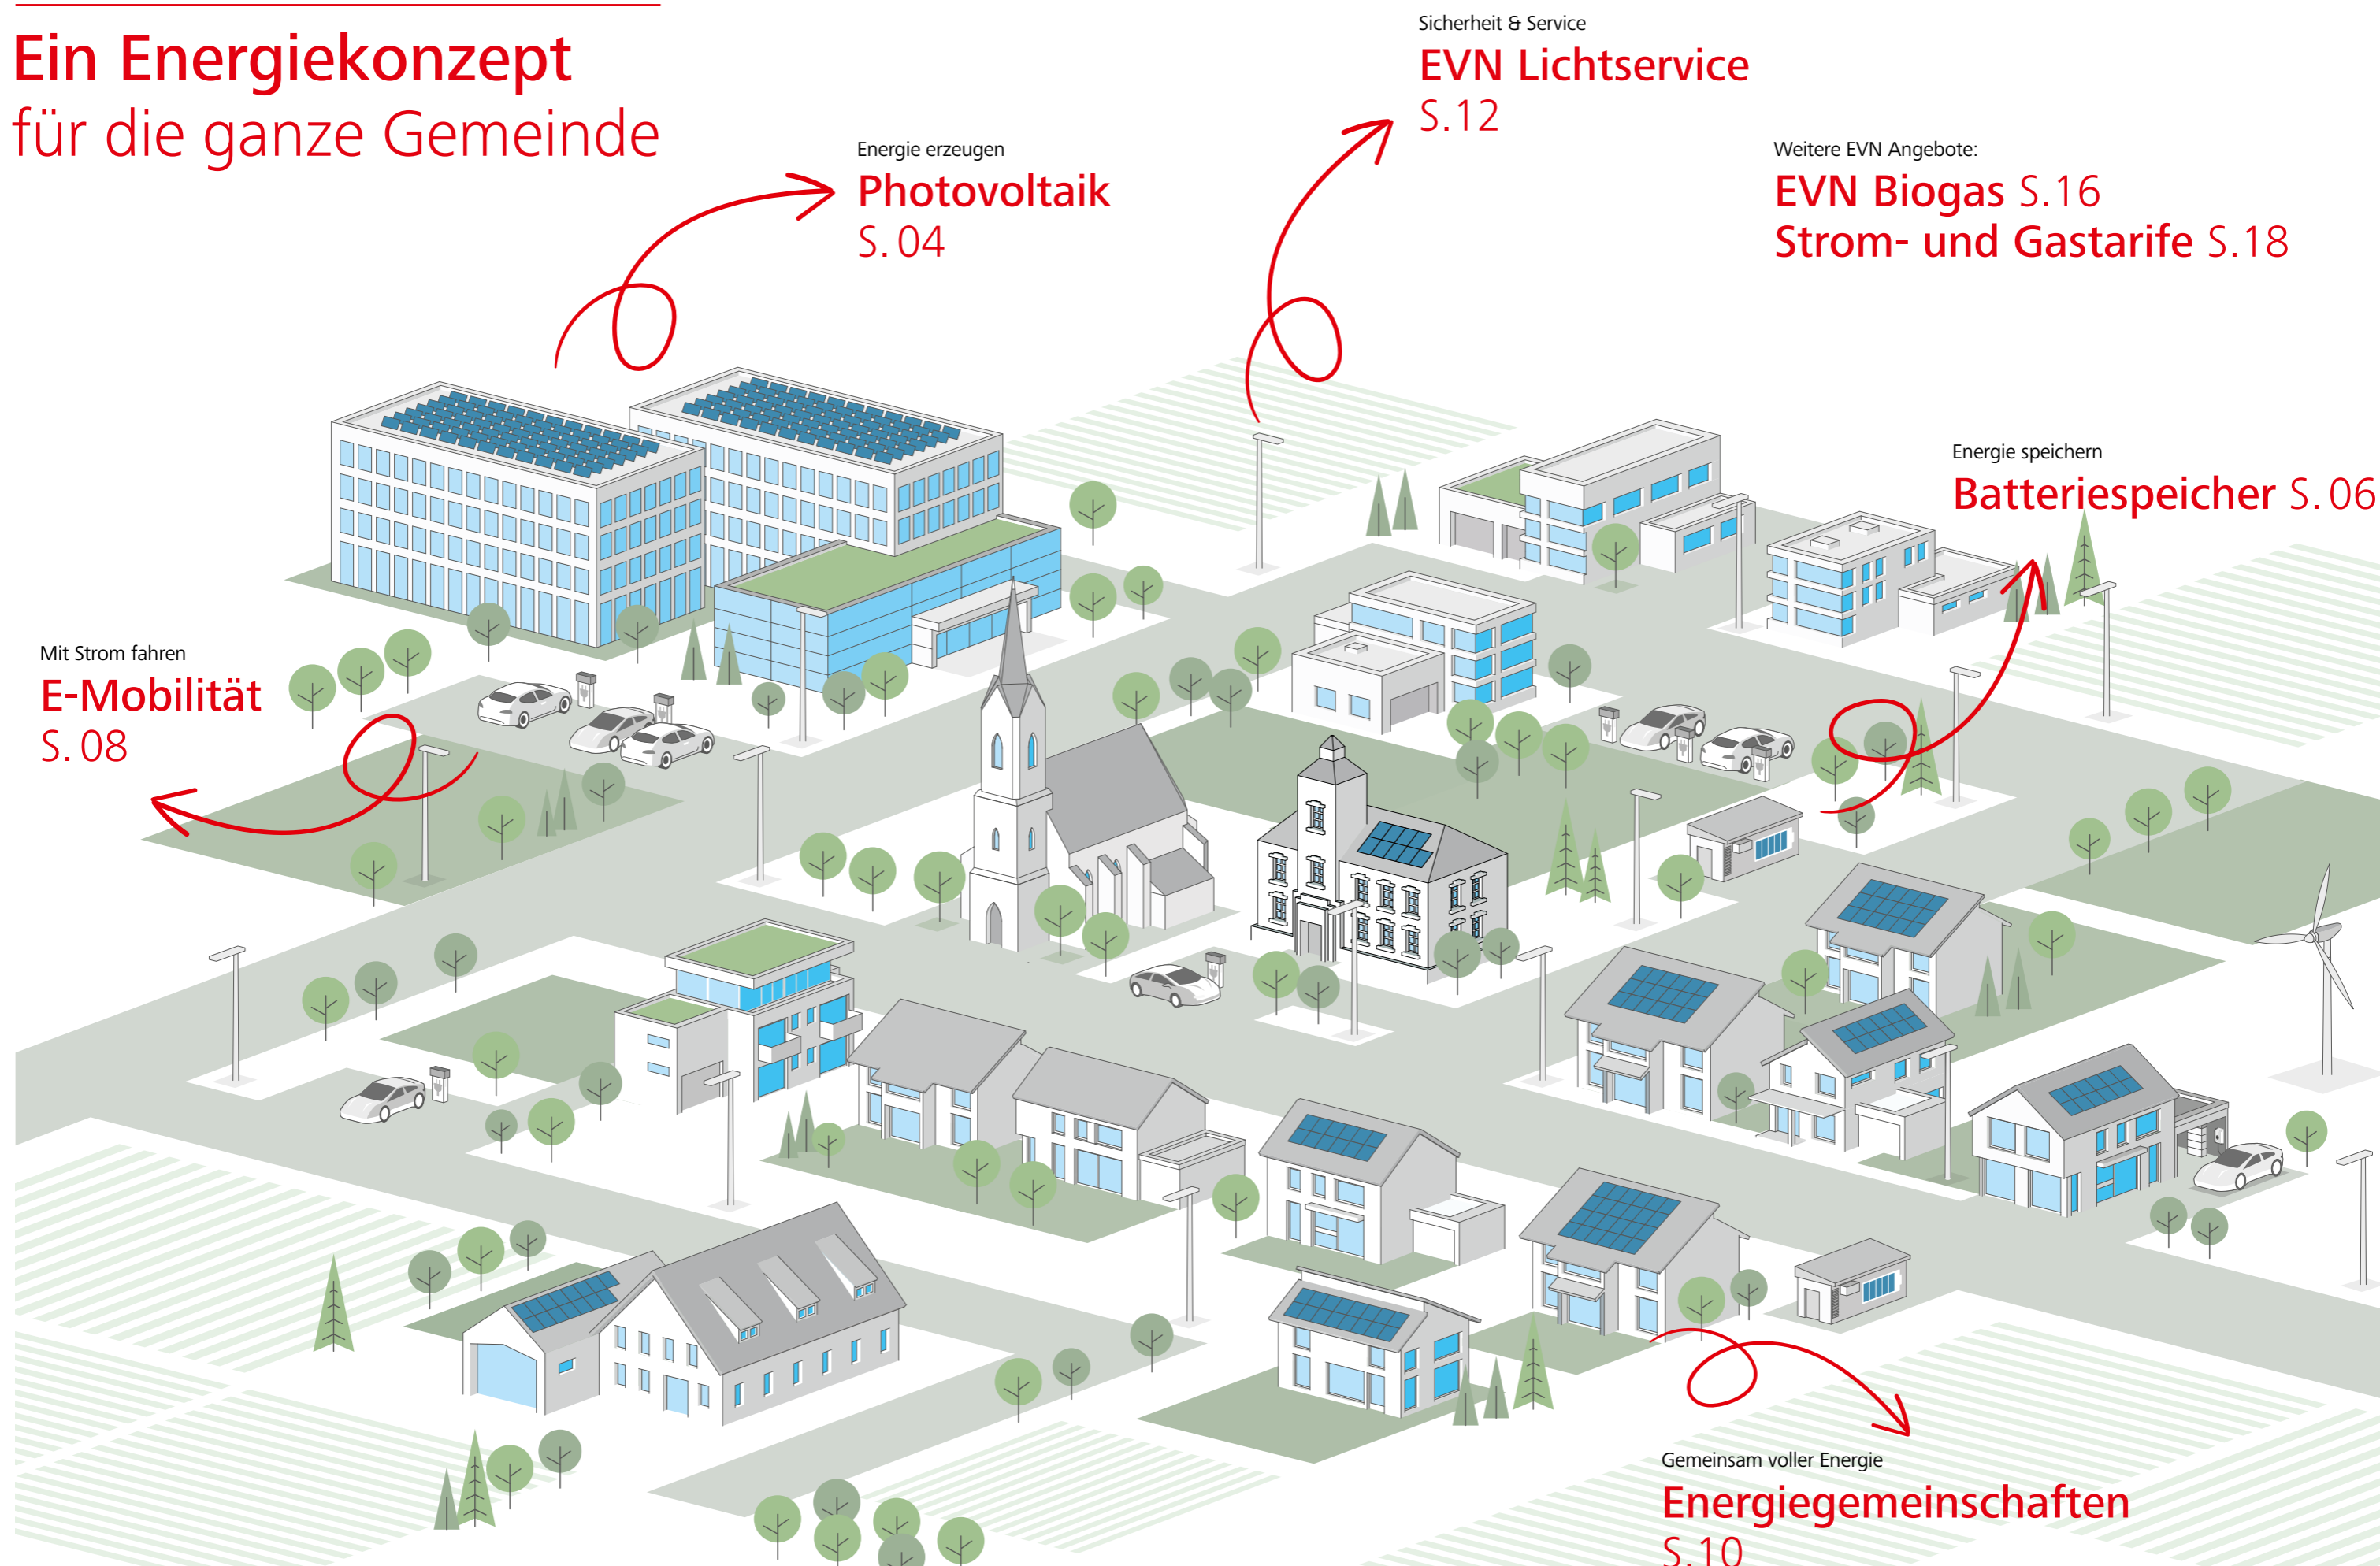 Ein Energiekonzept
für die ganze Gemeinde
Sicherheit & Service
EVN Lichtservice
S.12
Energie erzeugen
Photovoltaik
S.04
Weitere EVN Angebote:
EVN Biogas S.16
Strom- und Gastarife S.18
Energie speichern
Batteriespeicher S.06
Mit Strom fahren
E-Mobilität
S.08
Gemeinsam voller Energie
Energiegemeinschaften
S.10